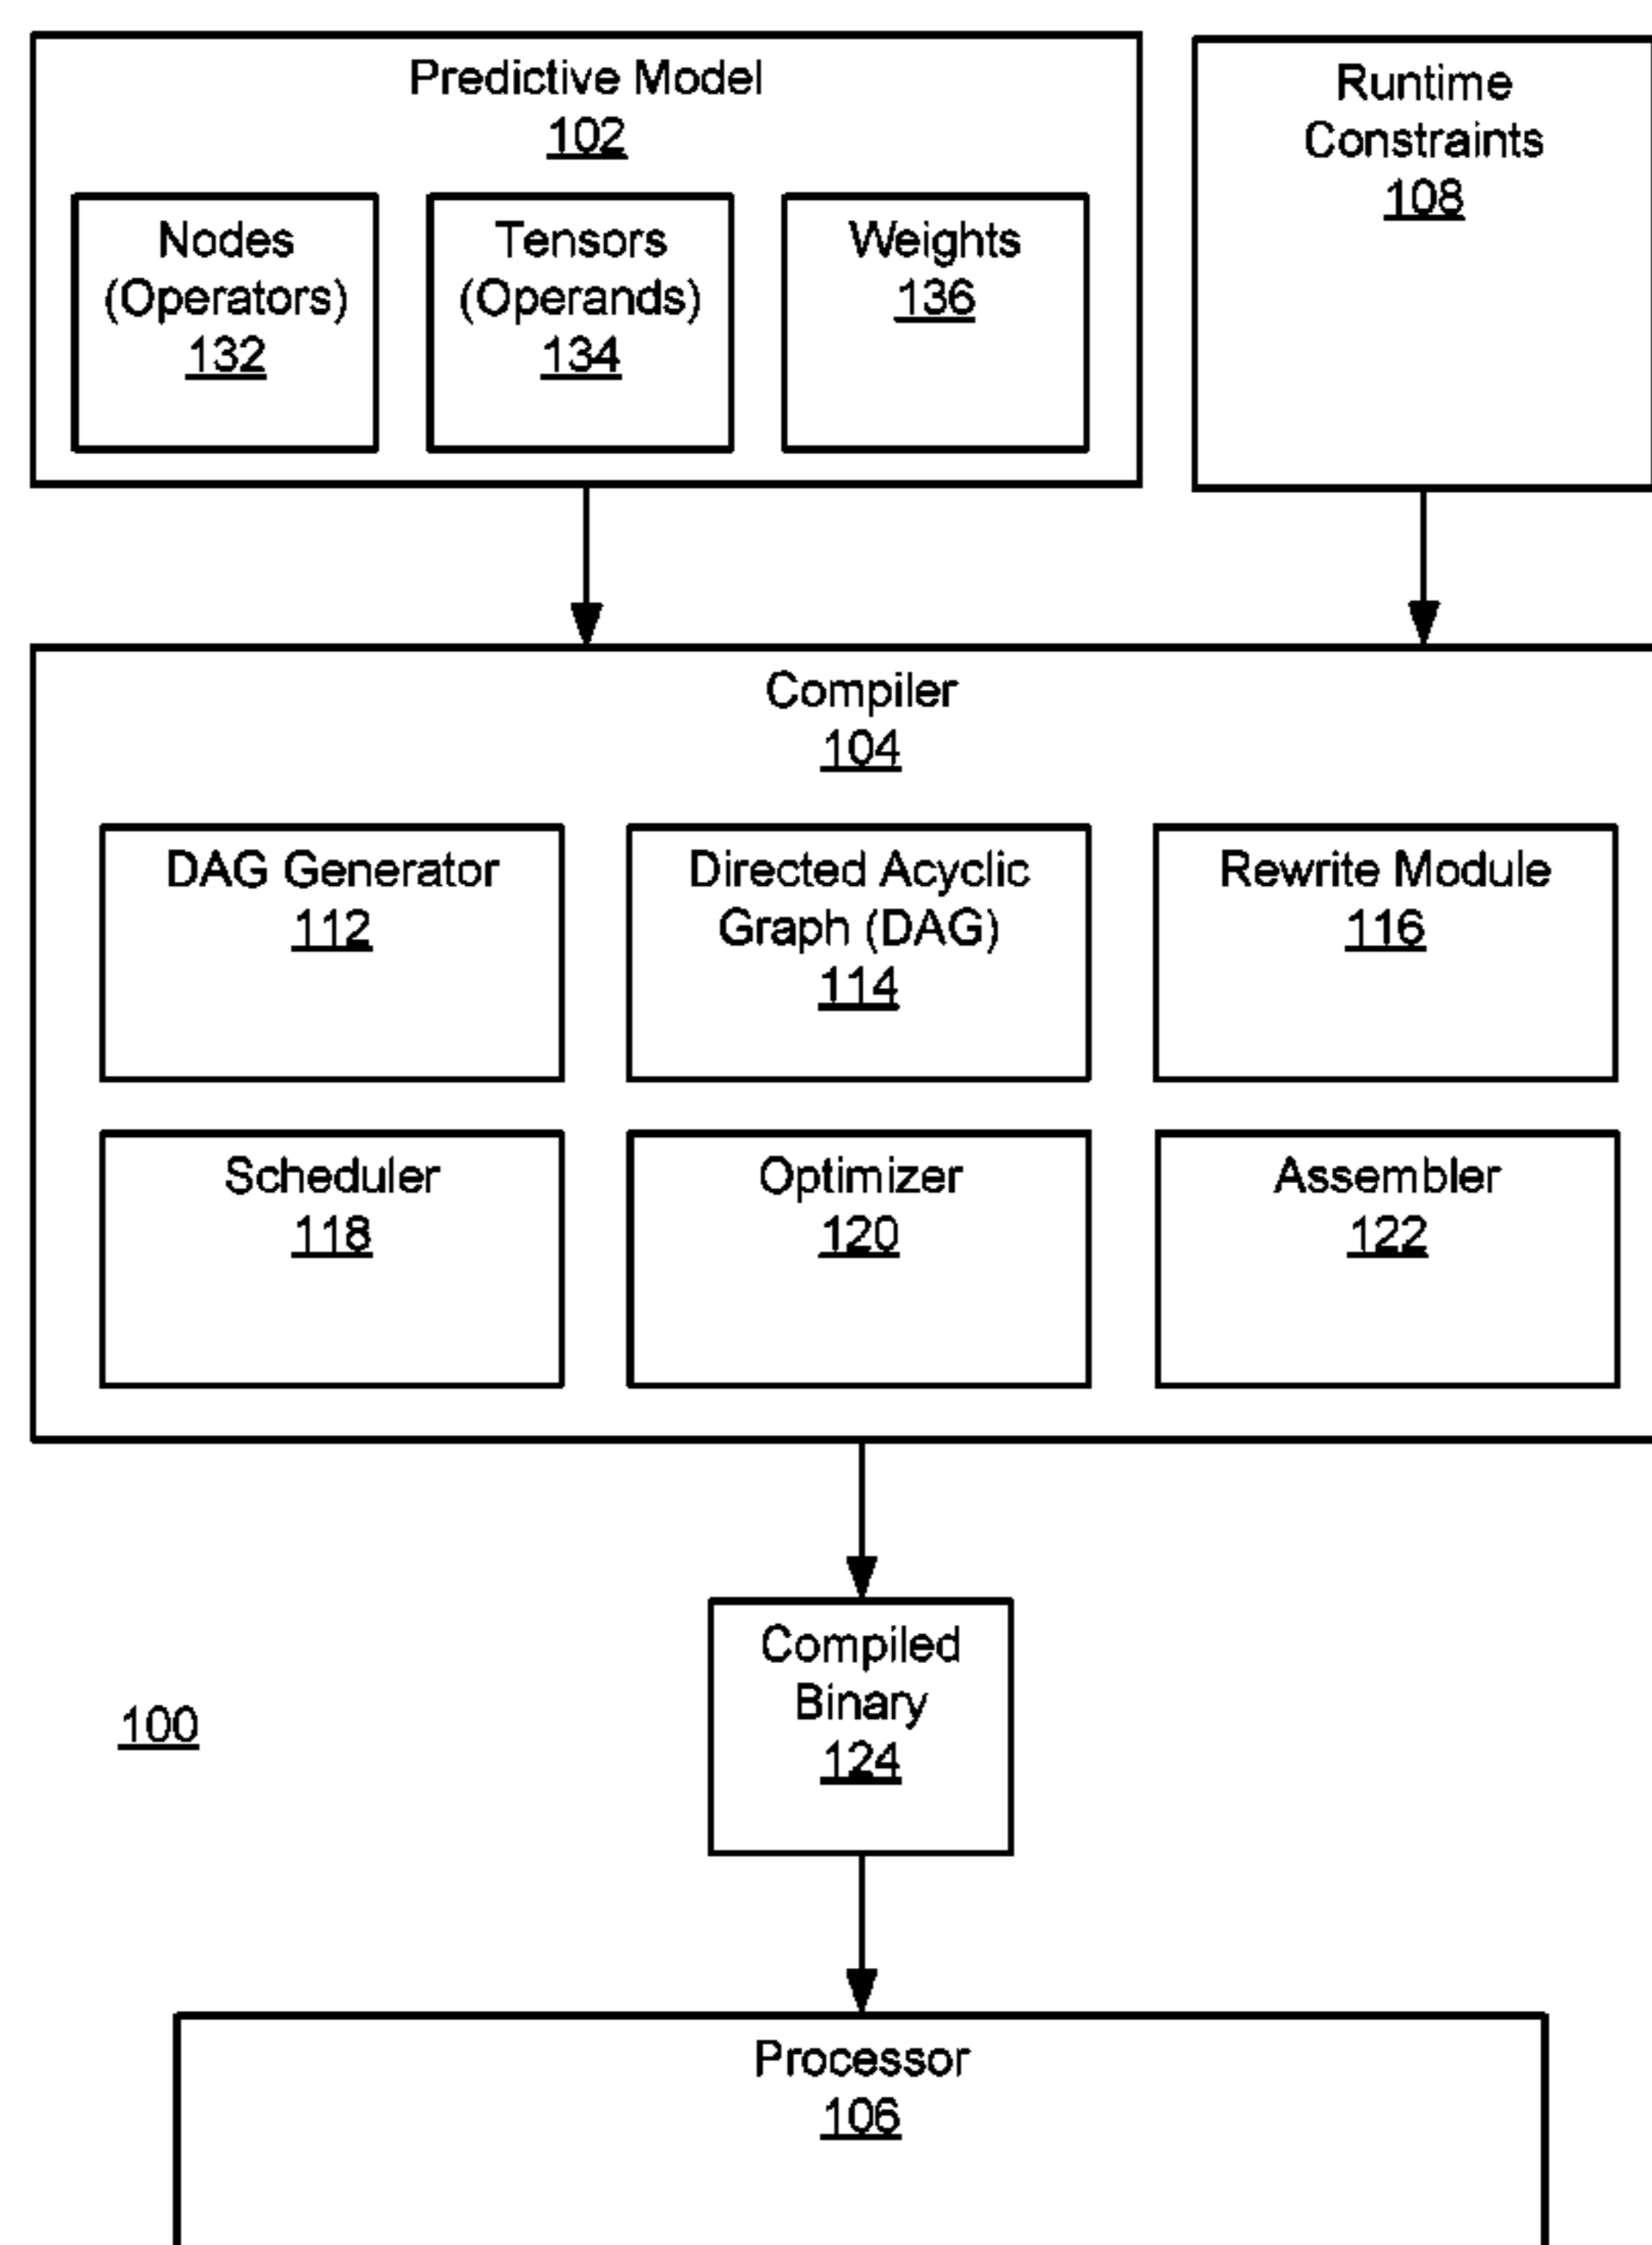 Predictive Model
102
Nodes
(Operators)
132
Tensors
(Operands)
134
Weights
136
Runtime
Constraints
108
Compiler
104
DAG Generator
112
Directed Acyclic
Graph (DAG)
114
Rewrite Module
116
Scheduler
118
Optimizer
120
Assembler
122
Compiled
Binary
124
100
Processor
106